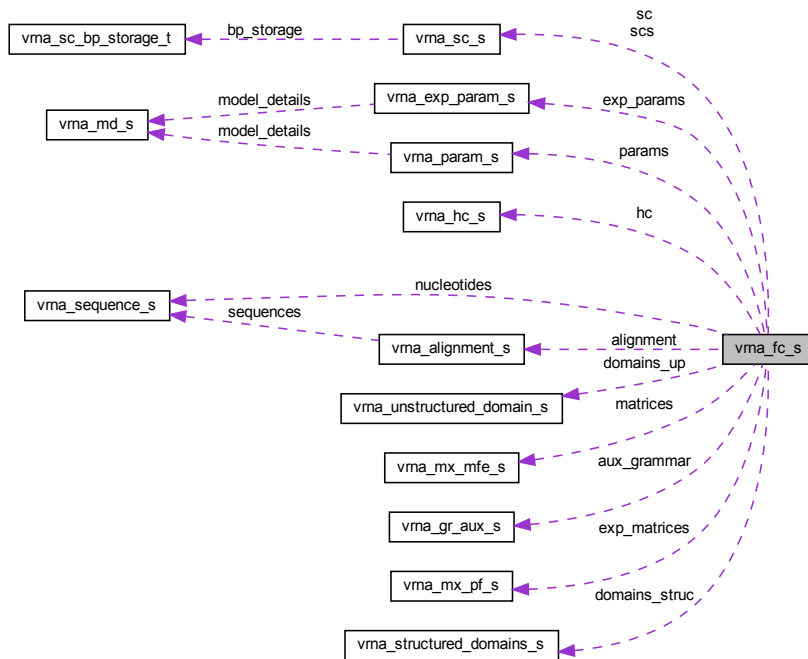 sc
scs
vrna_sc_bp_storage_t
bp_storage
vrna_sc_s
model_details
vrna_exp_param_s
exp_params
vrna_md_s
model_details
vrna_param_s
params
vrna_hc_s
hc
nucleotides
vrna_sequence_s
sequences
vrna_alignment_s
alignment
vrna_fc_s
domains_up
vrna_unstructured_domain_s
matrices
vrna_mx_mfe_s
aux_grammar
vrna_gr_aux_s
exp_matrices
vrna_mx_pf_s
domains_struc
vrna_structured_domains_s